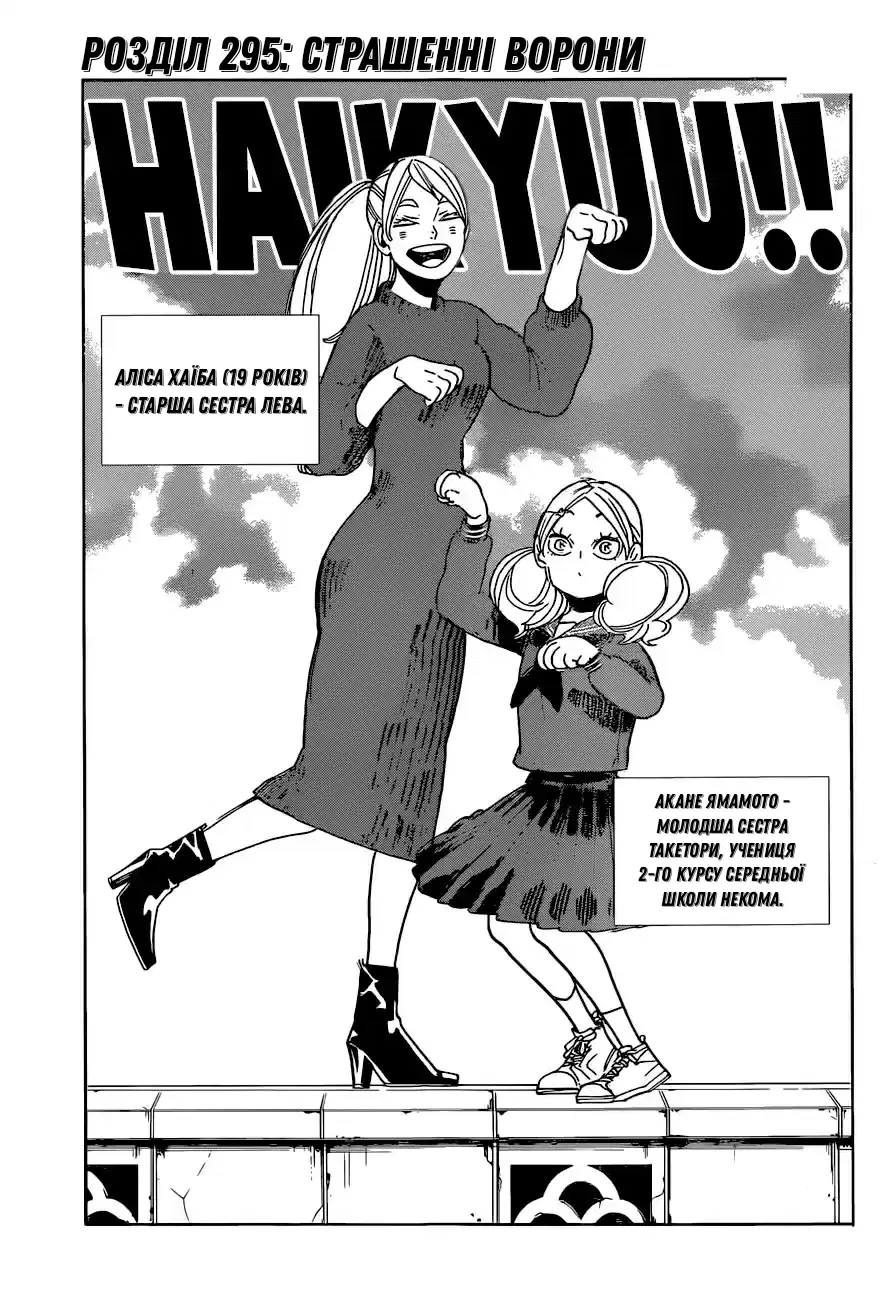 РОЗДІЛ 295: СТРАШЕННІ ВОРОНИ
HAIKYUU!!
АЛІСА ХАЇБА (19 РОКІВ)
- СТАРША СЕСТРА ЛЕВА.
АКАНЕ ЯМАМОТО -
МОЛОДША СЕСТРА
ТАКЕТОРИ, УЧЕНИЦЯ
2-ГО КУРСУ СЕРЕДНЬОЇ
ШКОЛИ НЕКОМА.